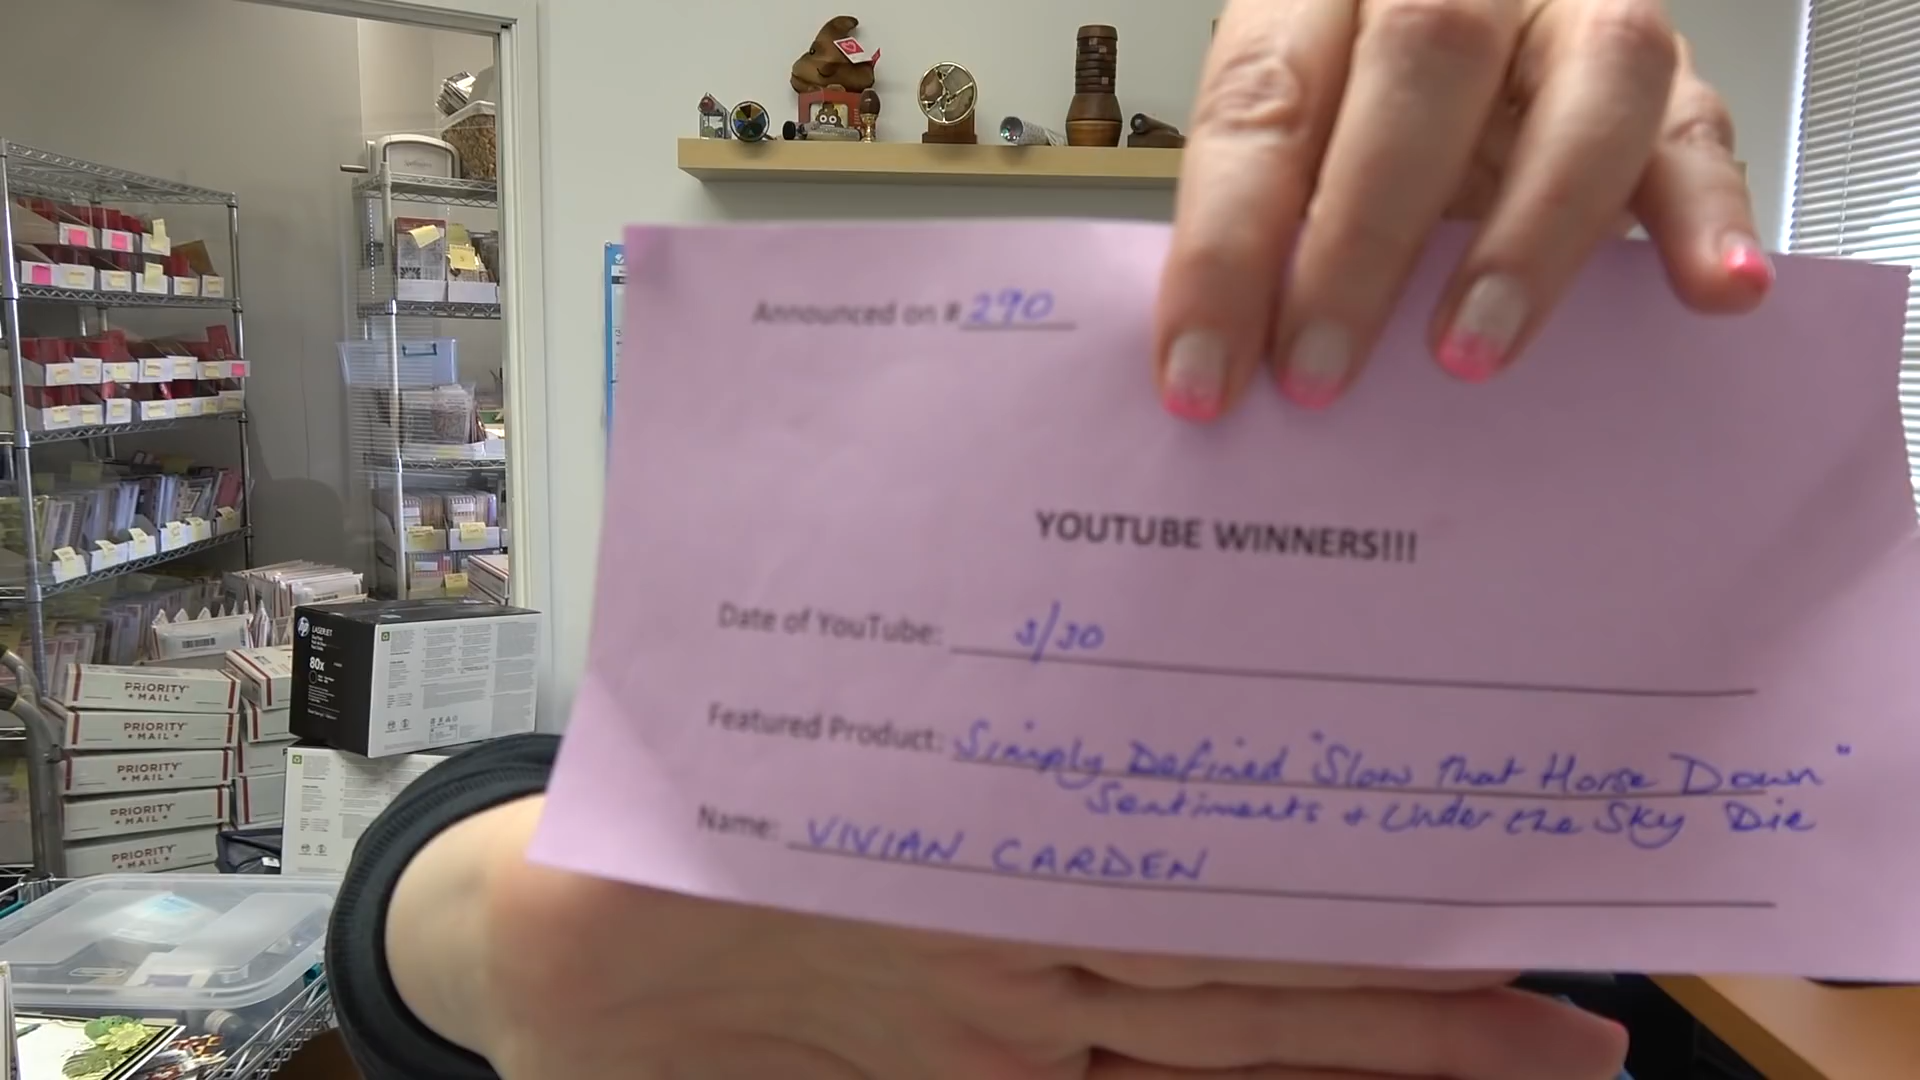 Announced on # 290
YOUTUBE WINNERS!!!
Date of YouTube: 3/30
Featured Product: Simply Defined "Slow that Horse Down"
Sentiments + Under the Sky Die
Name: VIVIAN CARDEN
hp LASERJET
80x
PRIORITY
MAIL
PRIORITY
MAIL
PRIORITY
MAIL
PRIORITY
MAIL
PRIORITY
MAIL